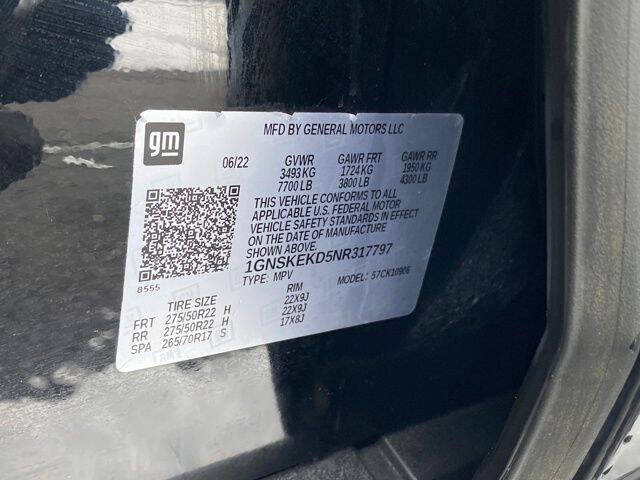 gm
MFD BY GENERAL MOTORS LLC
06/22 GVWR GAWR FRT GAWR RR
3493 KG 1724 KG 1950 KG
7700 LB 3800 LB 4300 LB
THIS VEHICLE CONFORMS TO ALL
APPLICABLE U.S. FEDERAL MOTOR
VEHICLE SAFETY STANDARDS IN EFFECT
ON THE DATE OF MANUFACTURE
SHOWN ABOVE.
1GNSKEKD5NR317797
8555 TYPE: MPV MODEL: 57CK10906
TIRE SIZE RIM
FRT 275/50R22 H 22X9J
RR 275/50R22 H 22X9J
SPA 265/70R17 S 17X8J